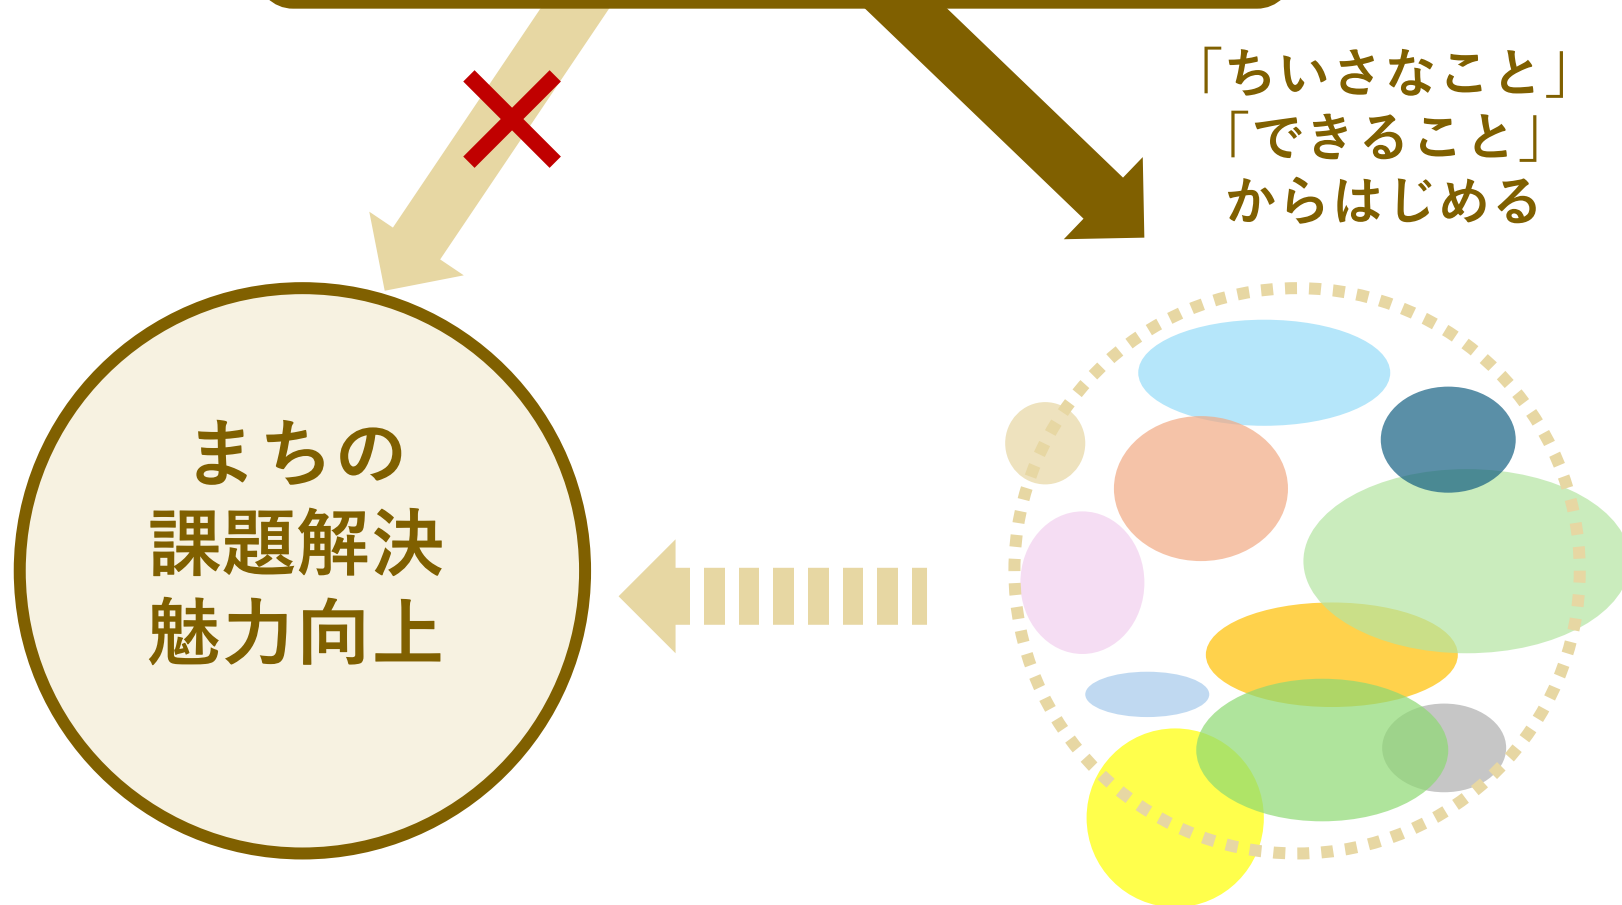 「ちいさなこと」
「できること」
からはじめる
まちの
課題解決
魅力向上